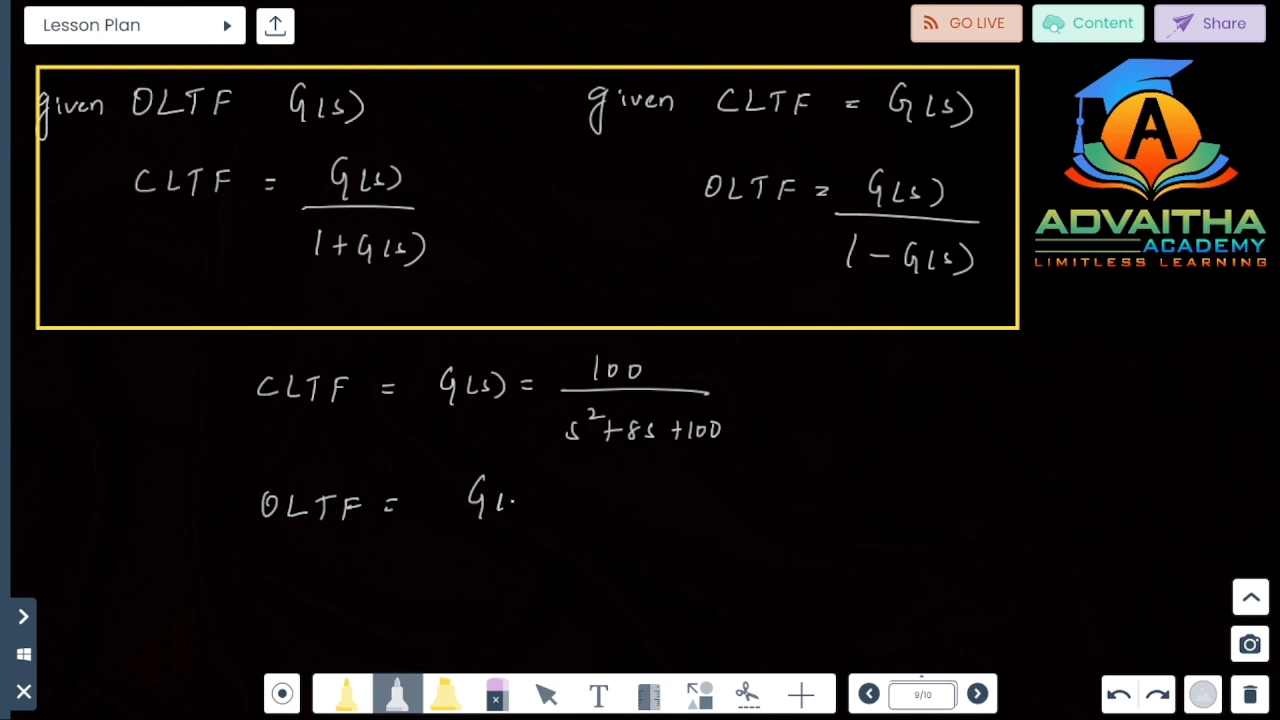 Lesson Plan
GO LIVE
Content
Share
given OLTF G(s)
CLTF = G(s) / 1 + G(s)
given CLTF = G(s)
OLTF = G(s) / 1 - G(s)
A
ADVAITHA
ACADEMY
LIMITLESS LEARNING
CLTF = G(s) = 100 / s² + 8s + 100
OLTF = G(
9/10